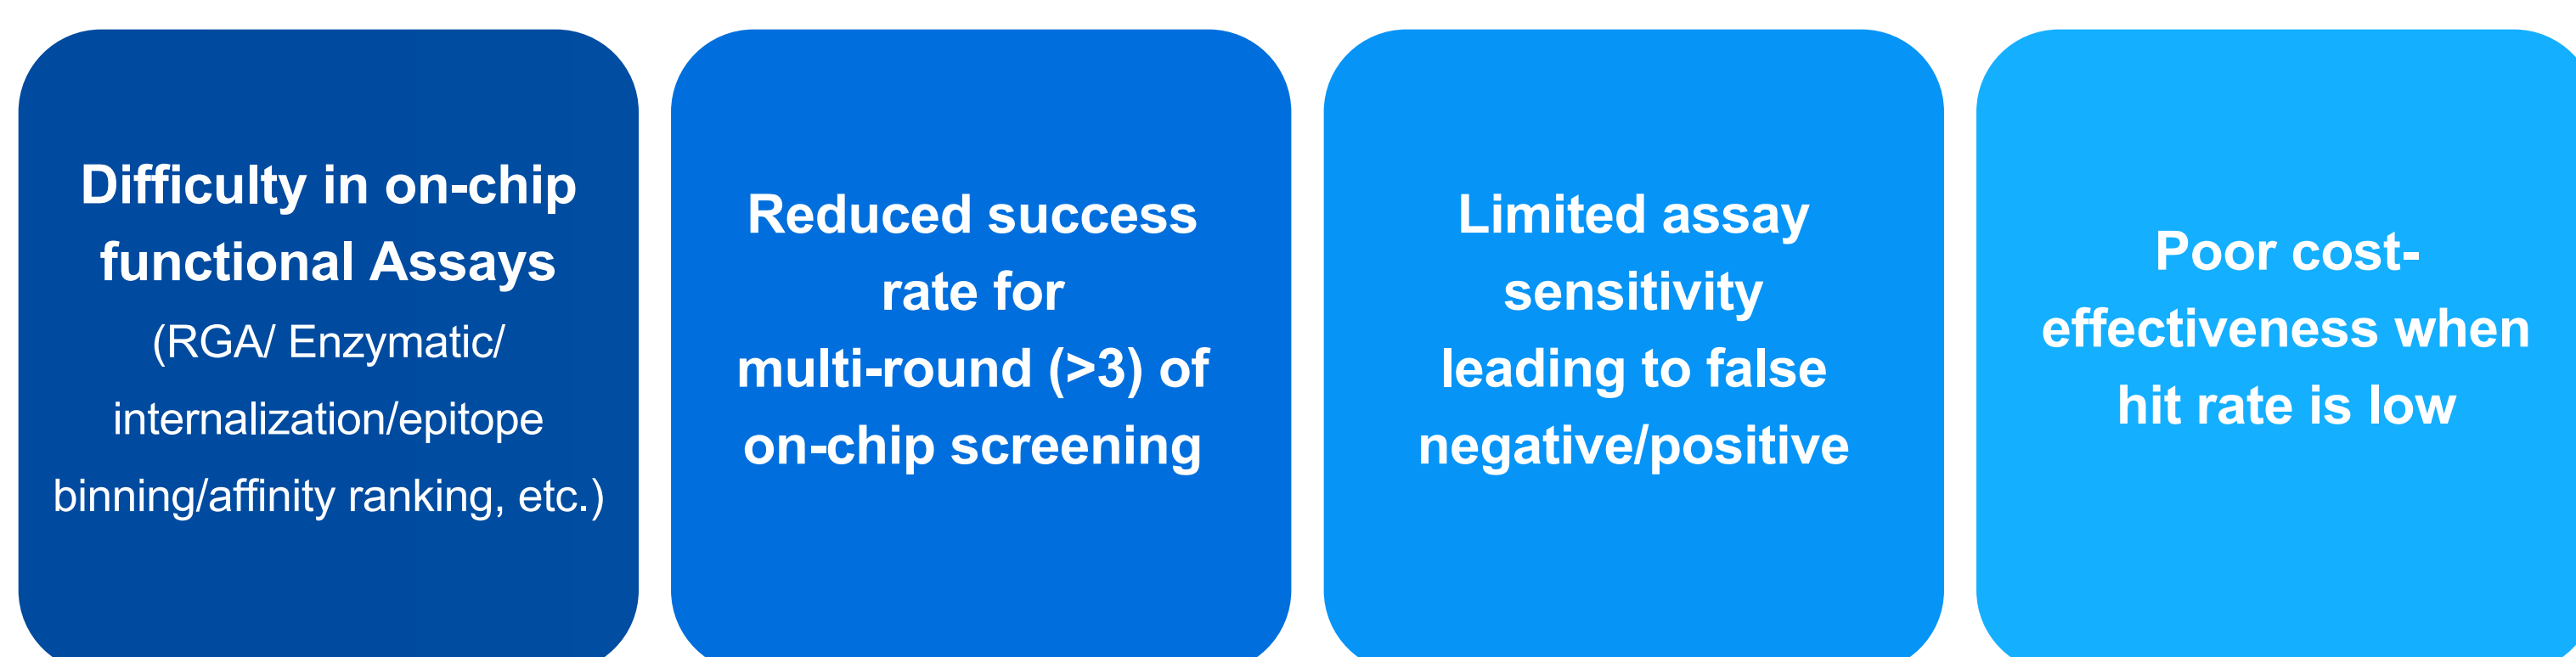 Difficulty in on-chip
functional Assays
(RGA/ Enzymatic/
internalization/epitope
binning/affinity ranking, etc.)
Reduced success
rate for
multi-round (>3) of
on-chip screening
Limited assay
sensitivity
leading to false
negative/positive
Poor cost-
effectiveness when
hit rate is low